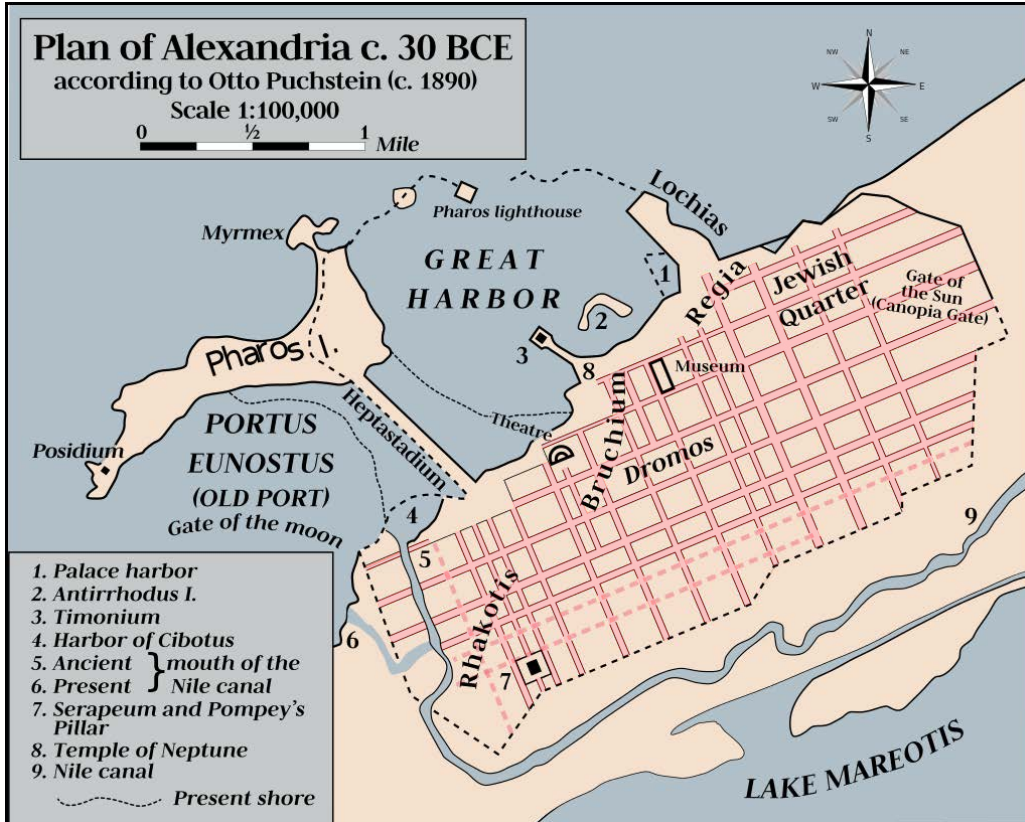 Plan of Alexandria c. 30 BCE
according to Otto Puchstein (c. 1890)
Scale 1:100,000
0 ½ 1
Mile
N
NW NE
W E
SW SE
S
Lochias
Pharos lighthouse
Myrmex
GREAT
HARBOR
1
Regia
Jewish
Quarter
Gate of
the Sun
(Canopia Gate)
2
3
8
Museum
Pharos I.
Heptastadium
Theatre
Bruchium
Dromos
PORTUS
EUNOSTUS
(OLD PORT)
Posidium
Gate of the moon
4
5
6
Rhakotis
7
9
LAKE MAREOTIS
1. Palace harbor
2. Antirrhodus I.
3. Timonium
4. Harbor of Cibotus
5. Ancient } mouth of the
6. Present } Nile canal
7. Serapeum and Pompey's
Pillar
8. Temple of Neptune
9. Nile canal
Present shore